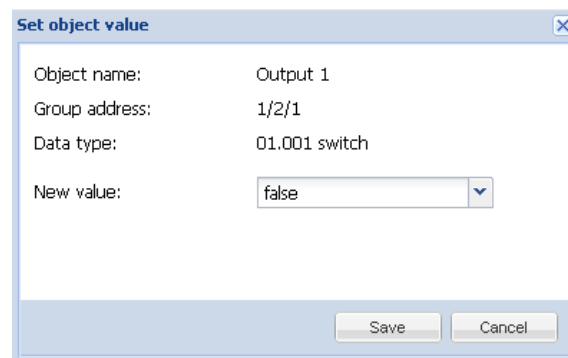 Set object value
Object name: Output 1
Group address: 1/2/1
Data type: 01.001 switch
New value: false
Save Cancel